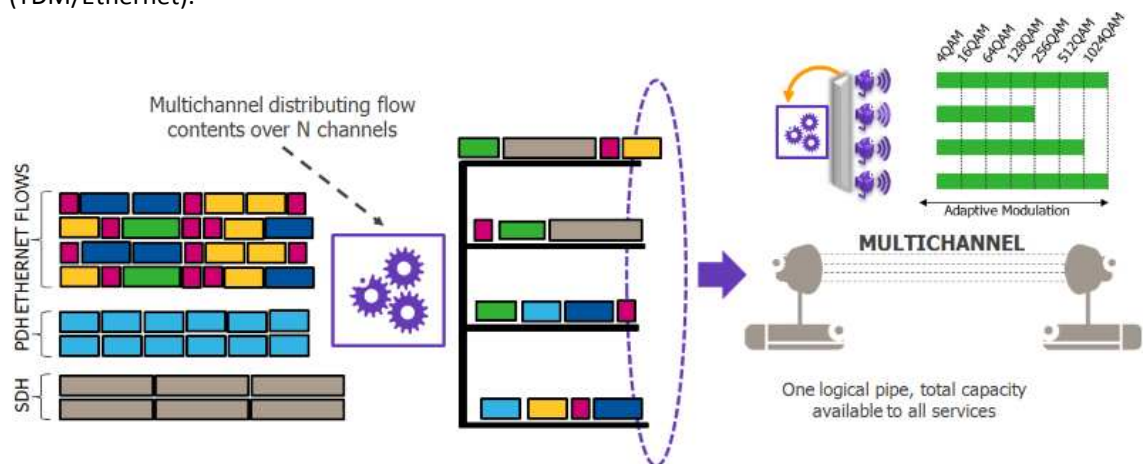 (TDM/Ethernet).
Multichannel distributing flow
contents over N channels
ETHERNET FLOWS
PDH
SDH
4QAM
16QAM
64QAM
128QAM
256QAM
512QAM
1024QAM
Adaptive Modulation
MULTICHANNEL
One logical pipe, total capacity
available to all services